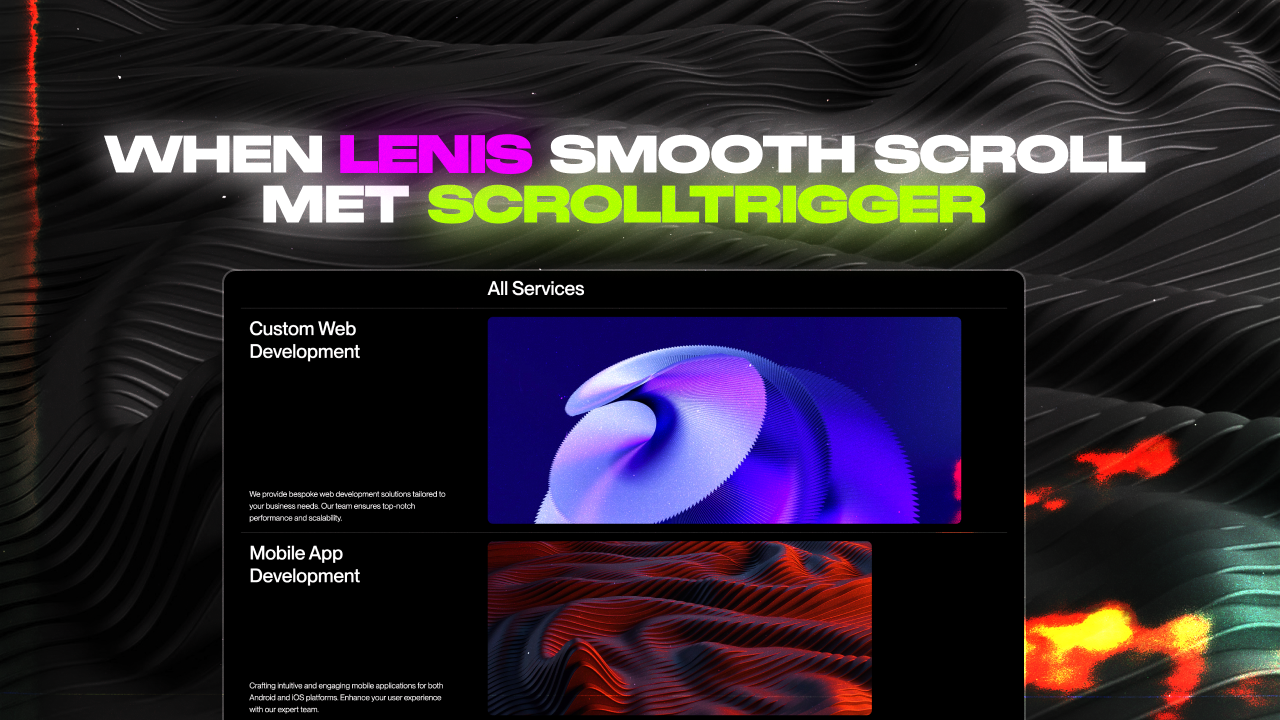 WHEN LENIS SMOOTH SCROLL
MET SCROLLTRIGGER
All Services
Custom Web
Development
We provide bespoke web development solutions tailored to
your business needs. Our team ensures top-notch
performance and scalability.
Mobile App
Development
Crafting intuitive and engaging mobile applications for both
Android and iOS platforms. Enhance your user experience
with our expert team.